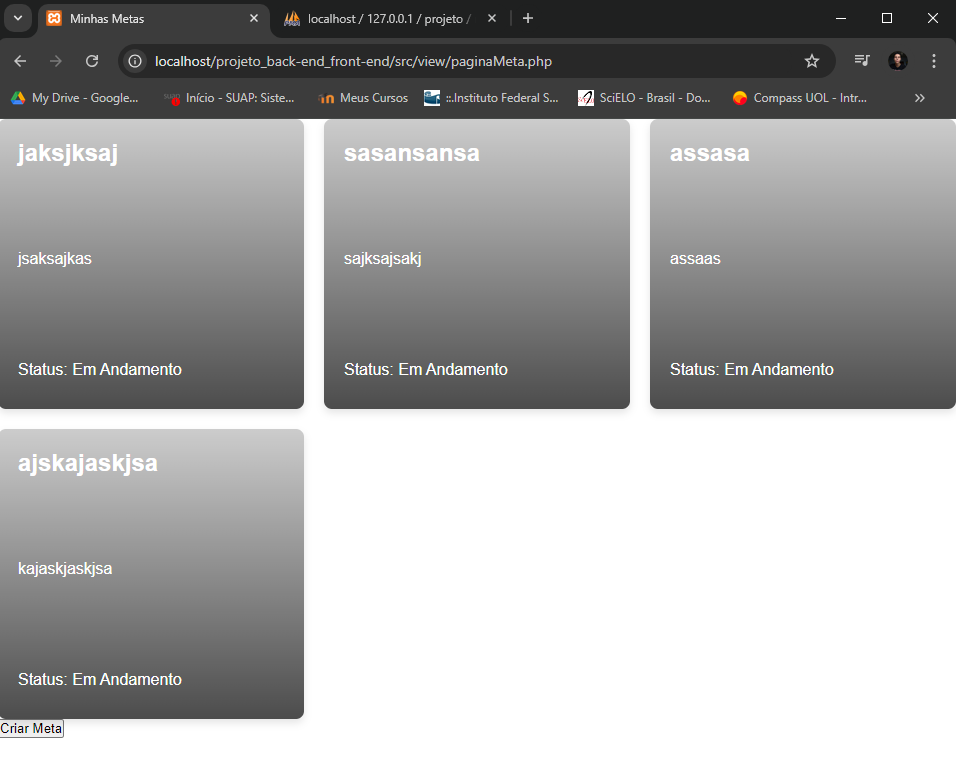 Minhas Metas
localhost / 127.0.0.1 / projeto /
localhost/projeto_back-end_front-end/src/view/paginaMeta.php
My Drive - Google...
Início - SUAP: Siste...
Meus Cursos
::.Instituto Federal S...
SciELO - Brasil - Do...
Compass UOL - Intr...
jaksjksaj
sasansansa
assasa
jsaksajkas
sajksajsakj
assaas
Status: Em Andamento
Status: Em Andamento
Status: Em Andamento
ajskajaskjsa
kajaskjaskjsa
Status: Em Andamento
Criar Meta